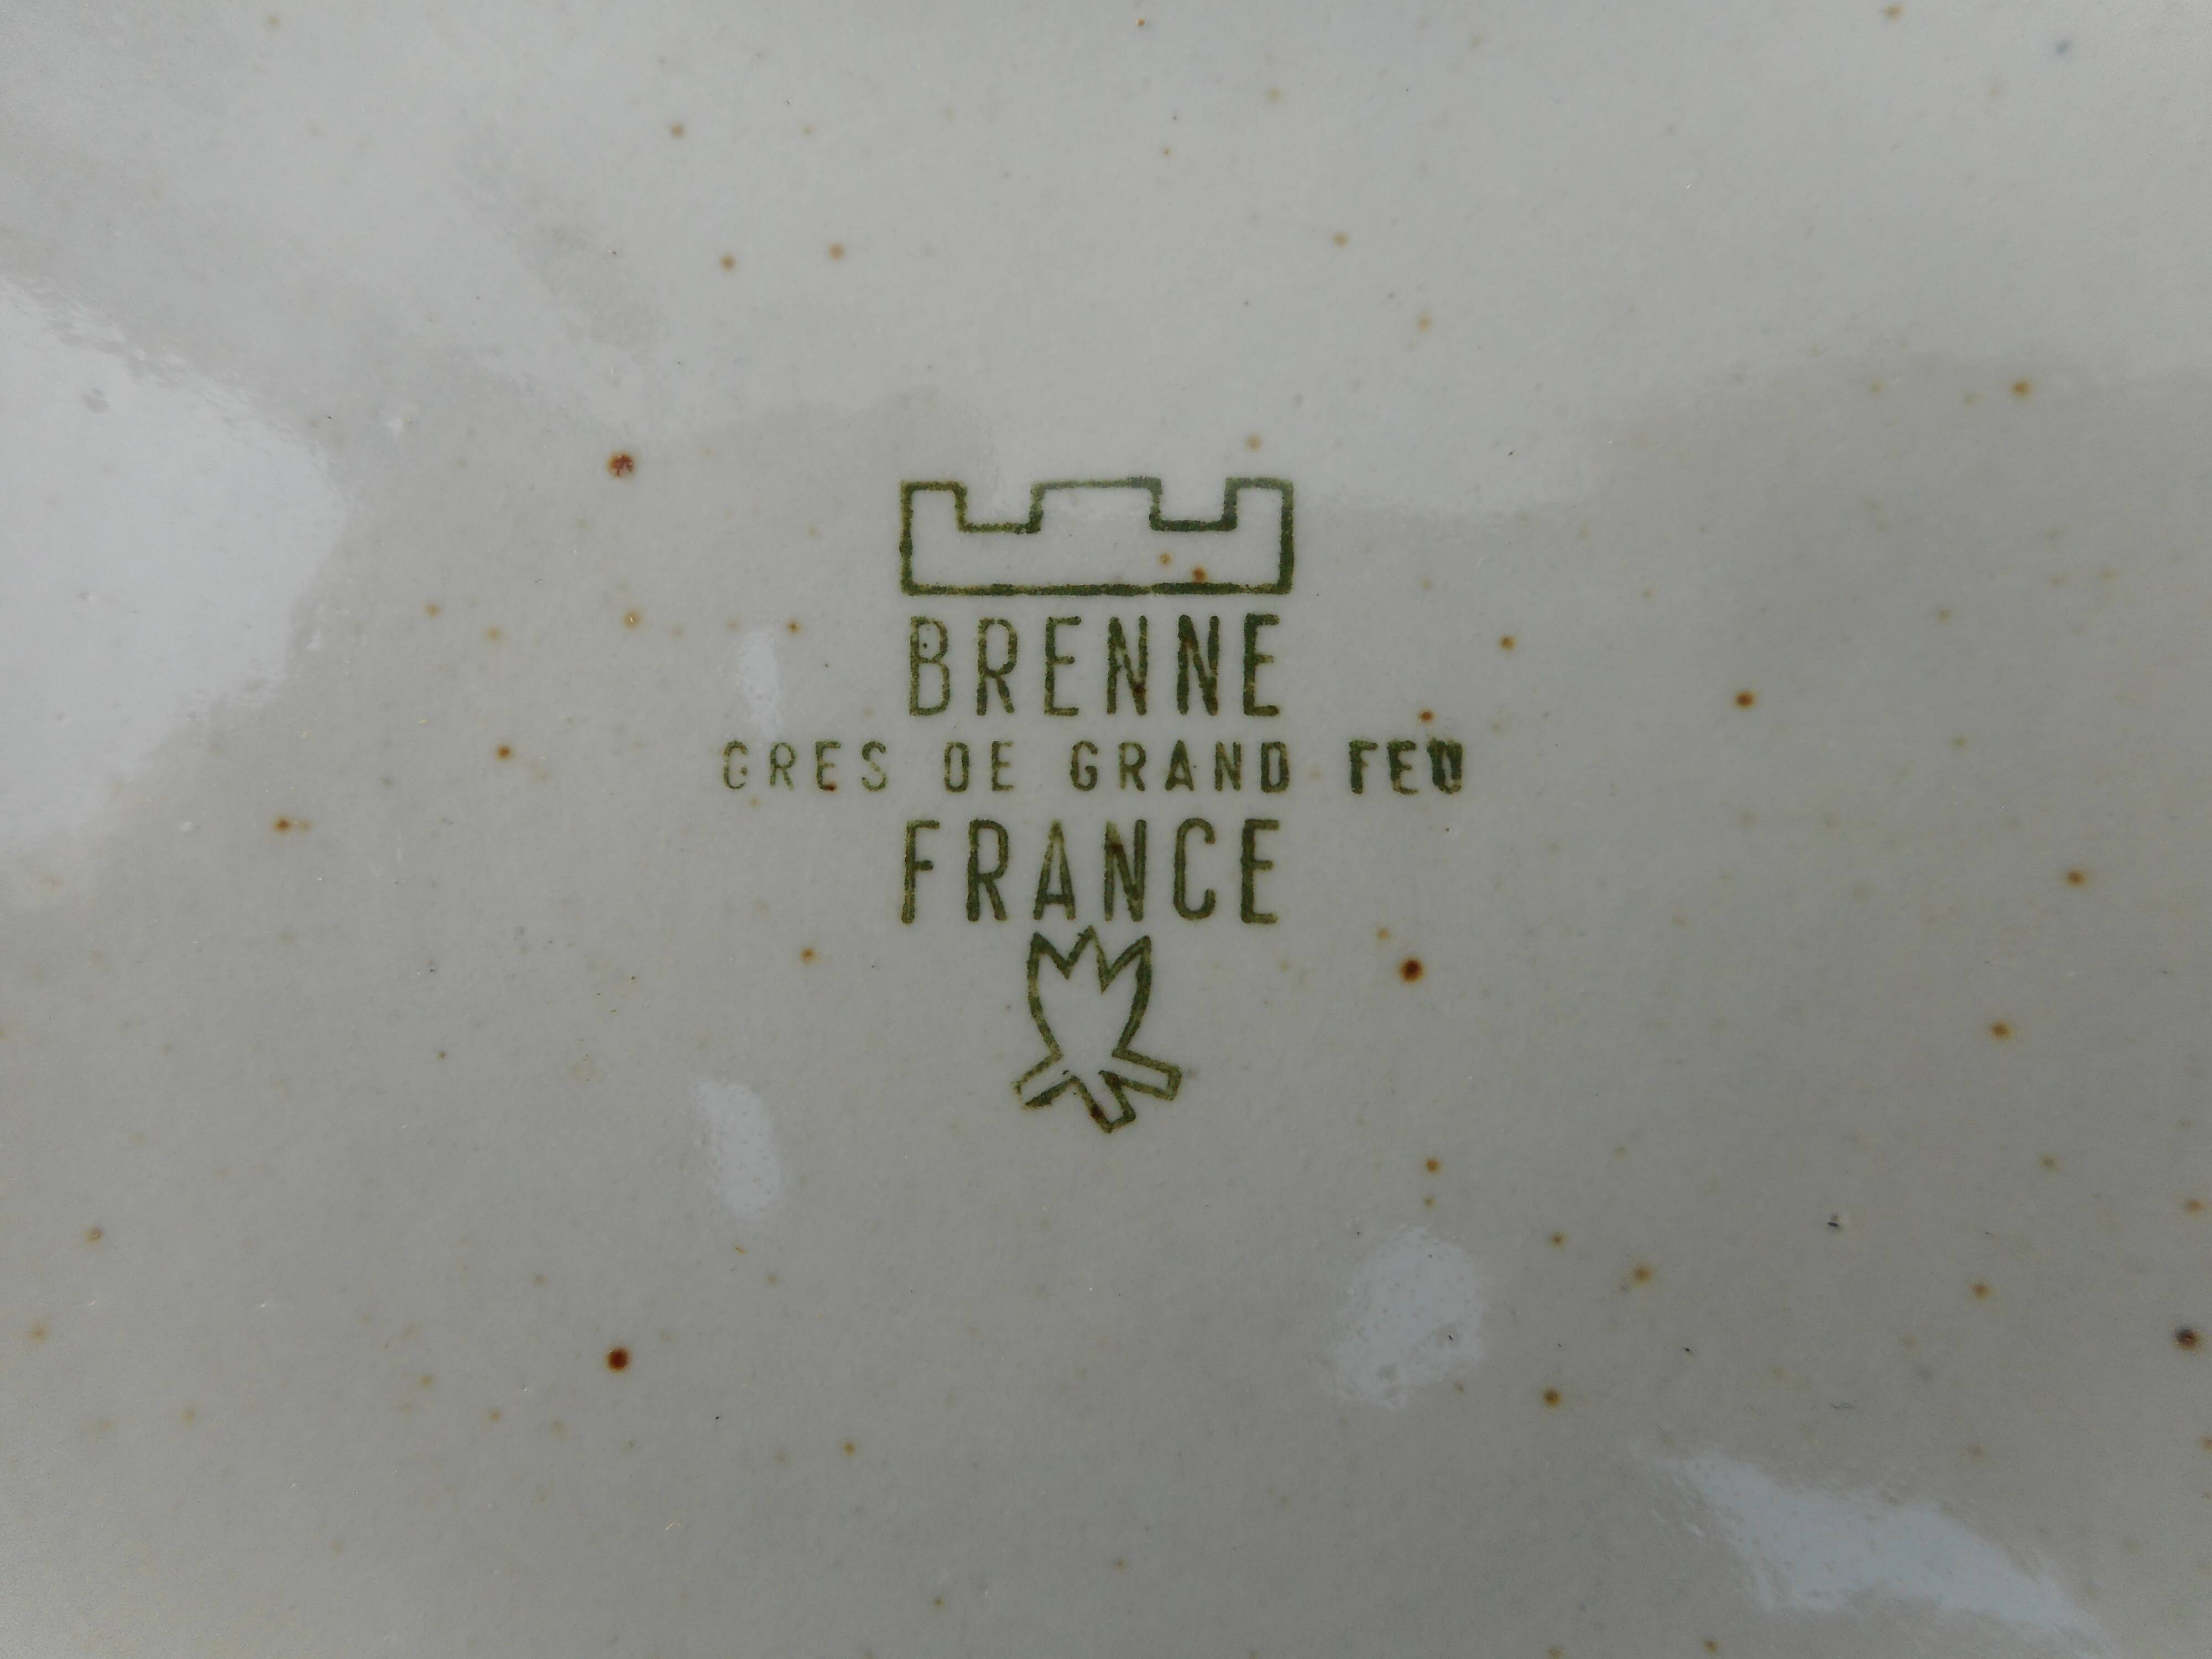 BRENNE
GRES DE GRAND FEU
FRANCE